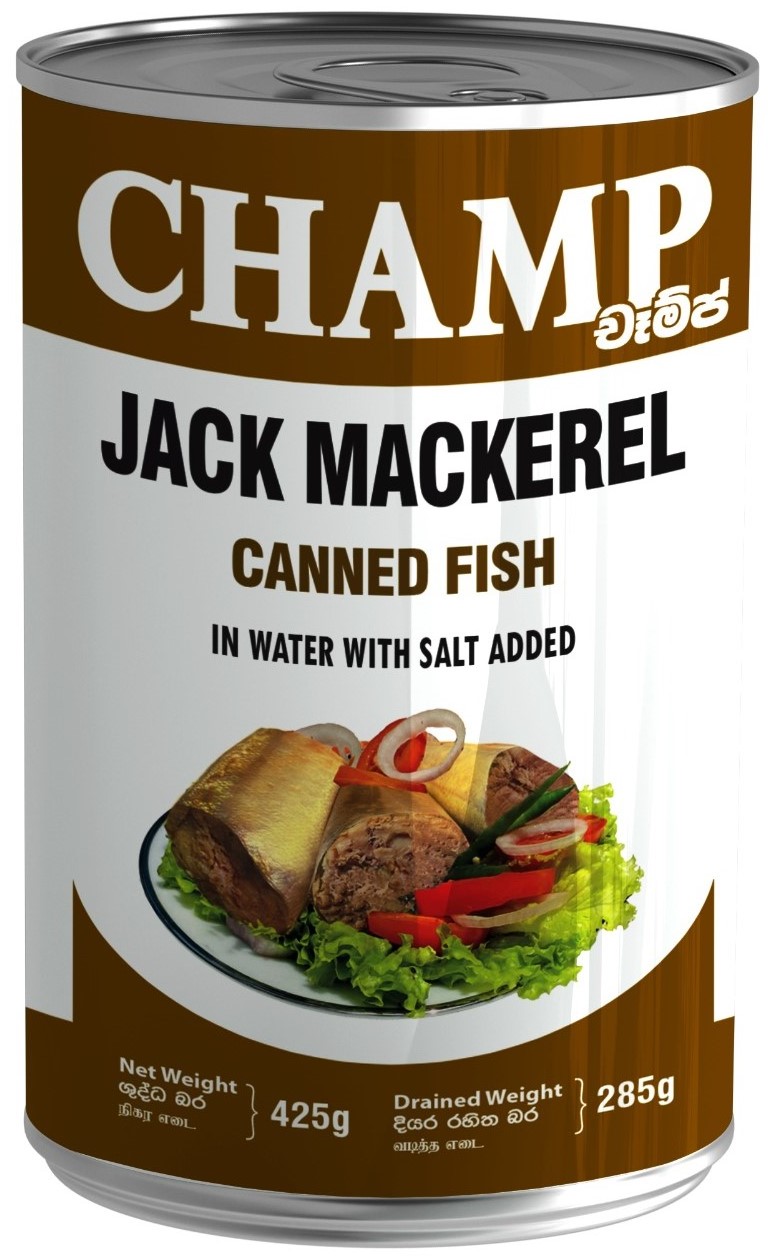 CHAMP
චෑම්ප්
JACK MACKEREL
CANNED FISH
IN WATER WITH SALT ADDED
Net Weight
ශුද්ධ බර
நிகர எடை
425g
Drained Weight
දියර රහිත බර
வடித்த எடை
285g